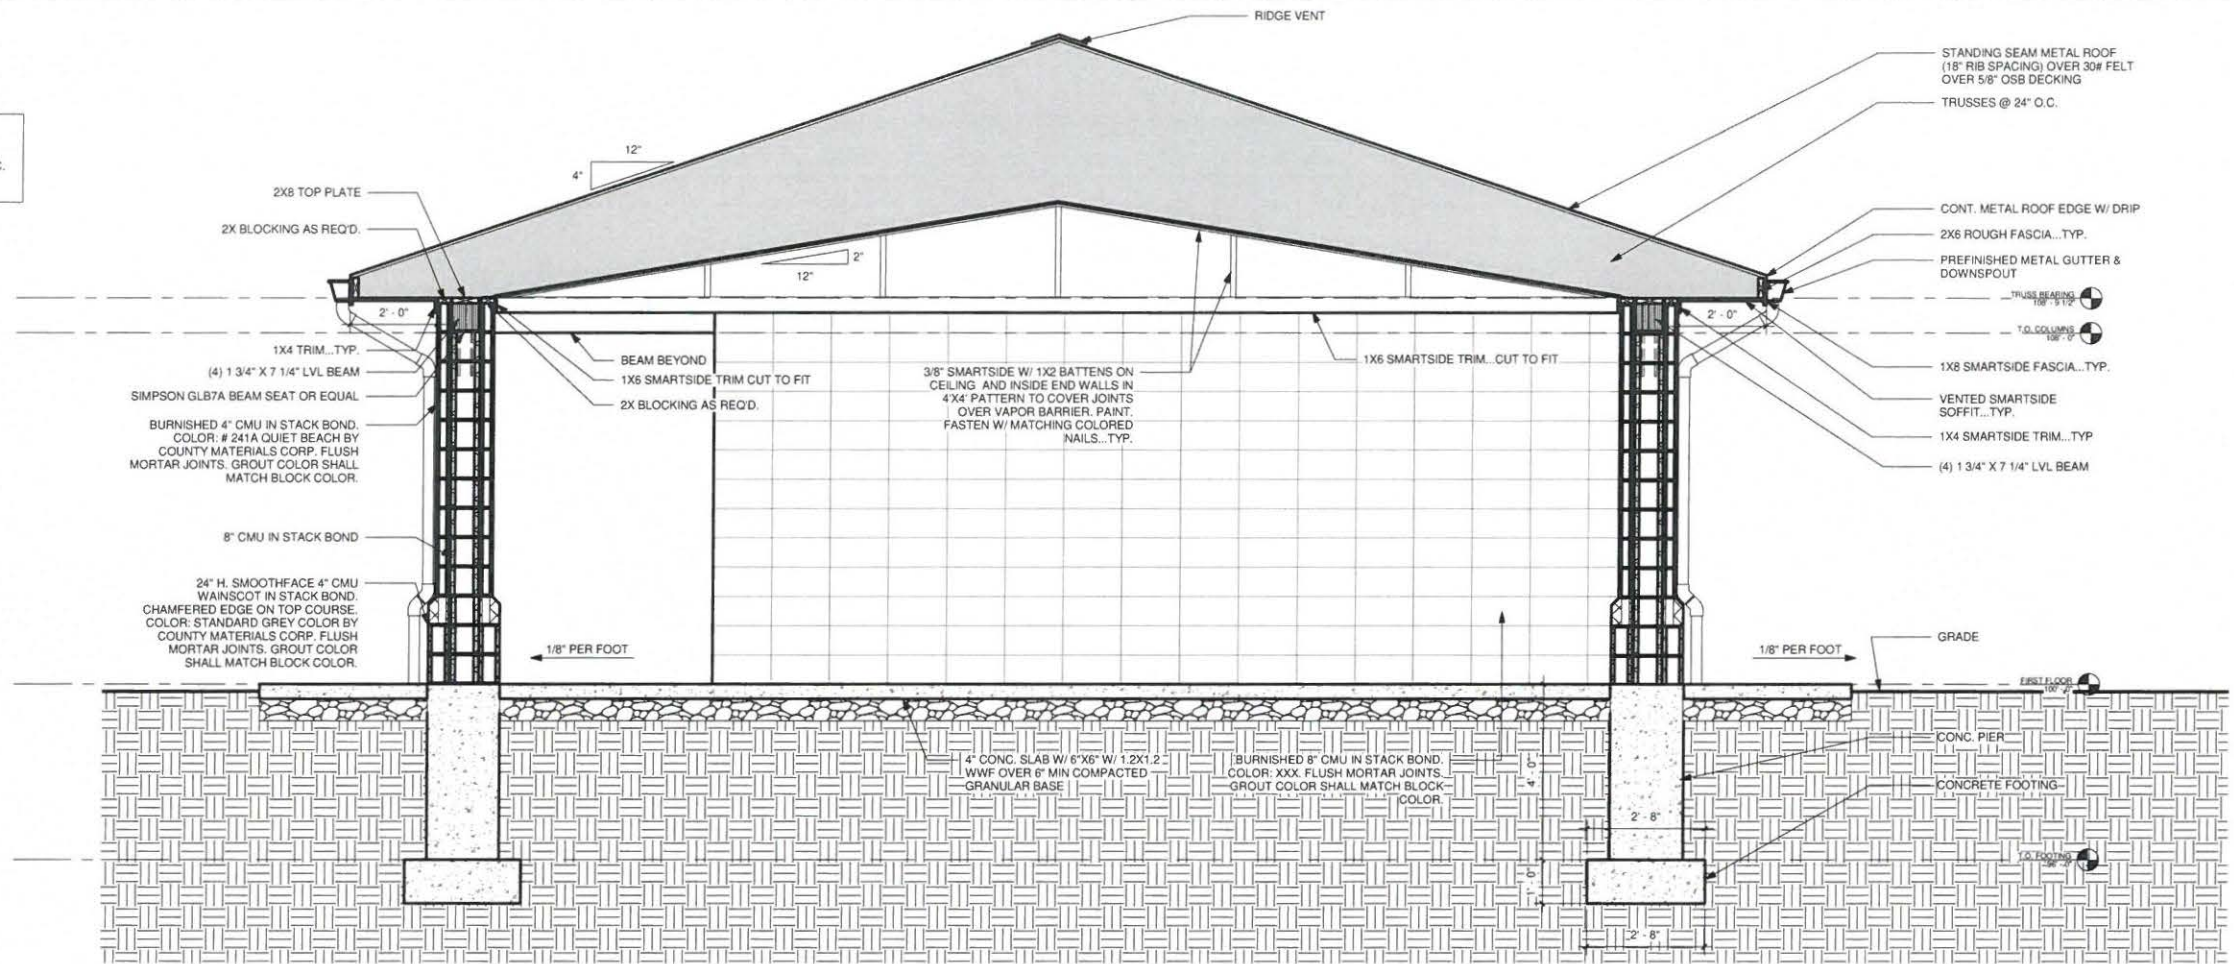 RIDGE VENT
STANDING SEAM METAL ROOF
(18" RIB SPACING) OVER 30# FELT
OVER 5/8" OSB DECKING
TRUSSES @ 24" O.C.
12"
4"
2X8 TOP PLATE
2X BLOCKING AS REQ'D.
CONT. METAL ROOF EDGE W/ DRIP
2X6 ROUGH FASCIA...TYP.
PREFINISHED METAL GUTTER &
DOWNSPOUT
2"
12"
TRUSS BEARING
108' - 9 1/2"
2' - 0"
2' - 0"
T.O. COLUMNS
108' - 0"
1X4 TRIM...TYP.
(4) 1 3/4" X 7 1/4" LVL BEAM
SIMPSON GLB7A BEAM SEAT OR EQUAL
BURNISHED 4" CMU IN STACK BOND.
COLOR: # 241A QUIET BEACH BY
COUNTY MATERIALS CORP. FLUSH
MORTAR JOINTS. GROUT COLOR SHALL
MATCH BLOCK COLOR.
BEAM BEYOND
1X6 SMARTSIDE TRIM CUT TO FIT
2X BLOCKING AS REQ'D.
3/8" SMARTSIDE W/ 1X2 BATTENS ON
CEILING AND INSIDE END WALLS IN
4'X4' PATTERN TO COVER JOINTS
OVER VAPOR BARRIER. PAINT.
FASTEN W/ MATCHING COLORED
NAILS...TYP.
1X6 SMARTSIDE TRIM...CUT TO FIT
1X8 SMARTSIDE FASCIA...TYP.
VENTED SMARTSIDE
SOFFIT...TYP.
1X4 SMARTSIDE TRIM...TYP
(4) 1 3/4" X 7 1/4" LVL BEAM
8" CMU IN STACK BOND
24" H. SMOOTHFACE 4" CMU
WAINSCOT IN STACK BOND.
CHAMFERED EDGE ON TOP COURSE.
COLOR: STANDARD GREY COLOR BY
COUNTY MATERIALS CORP. FLUSH
MORTAR JOINTS. GROUT COLOR
SHALL MATCH BLOCK COLOR.
1/8" PER FOOT
1/8" PER FOOT
GRADE
FIRST FLOOR
100' - 0"
4" CONC. SLAB W/ 6"X6" W/ 1.2X1.2
WWF OVER 6" MIN COMPACTED
GRANULAR BASE
BURNISHED 8" CMU IN STACK BOND.
COLOR: XXX. FLUSH MORTAR JOINTS.
GROUT COLOR SHALL MATCH BLOCK
COLOR.
4' - 0"
CONC. PIER
CONCRETE FOOTING
2' - 8"
T.O. FOOTING
96' - 0"
1' - 0"
2' - 8"